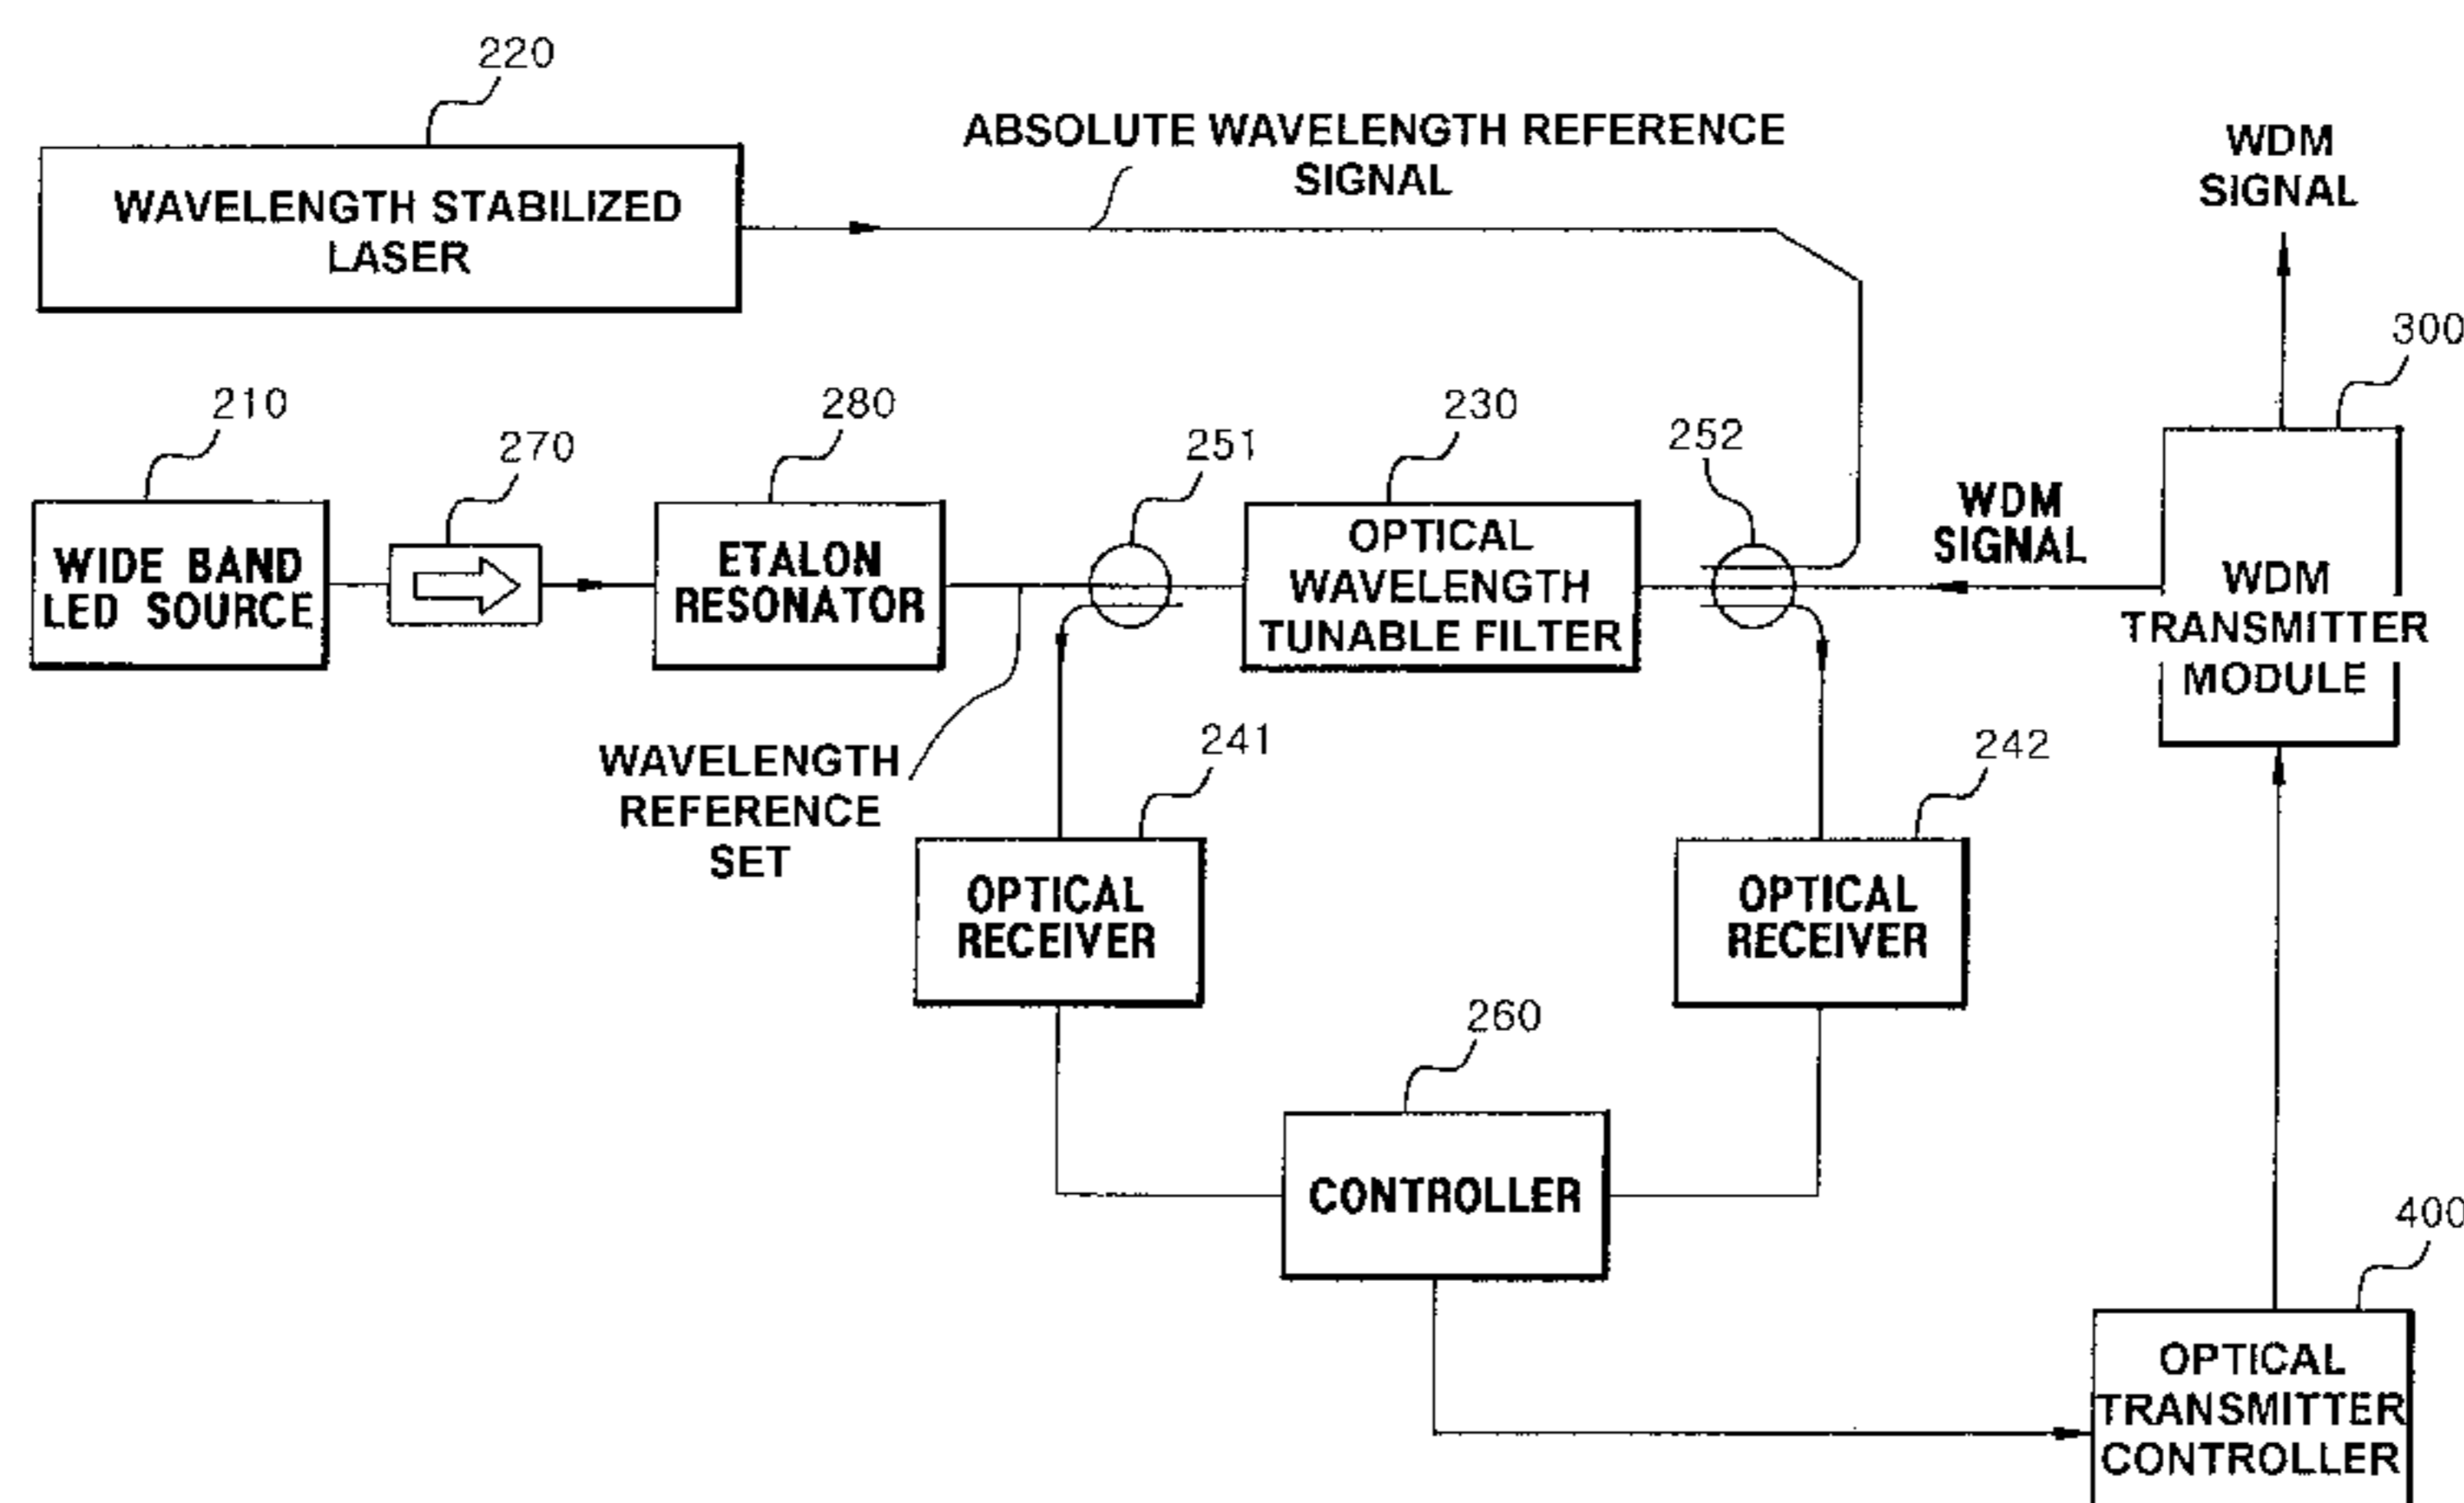 220
ABSOLUTE WAVELENGTH REFERENCE
SIGNAL
WDM
SIGNAL
WAVELENGTH STABILIZED
LASER
300
210
270
280
251
230
252
WIDE BAND
LED SOURCE
ETALON
RESONATOR
OPTICAL
WAVELENGTH
TUNABLE FILTER
WDM
SIGNAL
WDM
TRANSMITTER
MODULE
WAVELENGTH
REFERENCE
SET
241
242
OPTICAL
RECEIVER
OPTICAL
RECEIVER
260
CONTROLLER
400
OPTICAL
TRANSMITTER
CONTROLLER